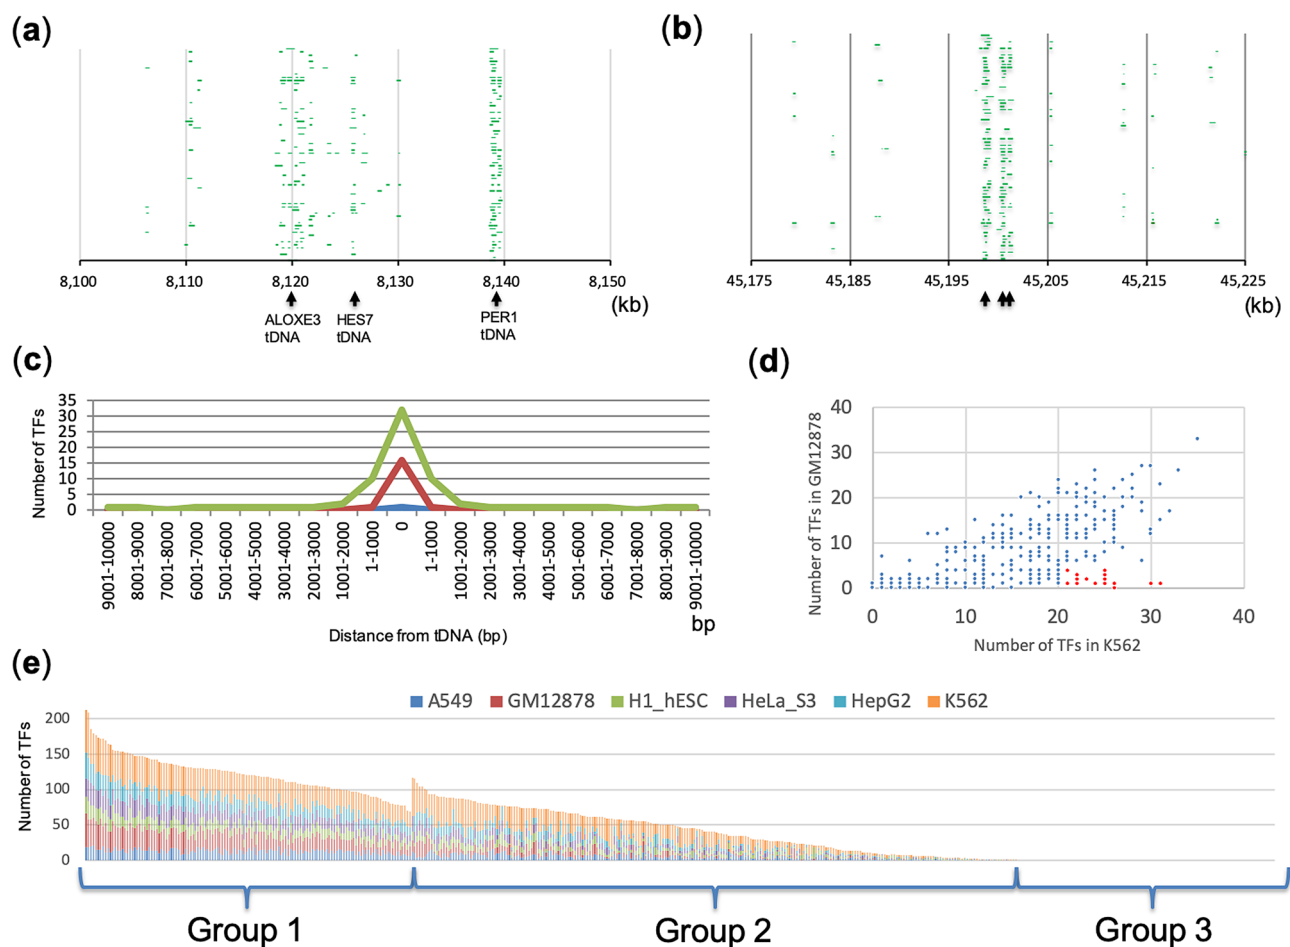 (a)
8,100 8,110 8,120 8,130 8,140 8,150
(kb)
ALOXE3 HES7 PER1
tDNA tDNA tDNA
(b)
45,175 45,185 45,195 45,205 45,215 45,225
(kb)
(c)
Number of TFs
35
30
25
20
15
10
5
0
9001-10000 8001-9000 7001-8000 6001-7000 5001-6000 4001-5000 3001-4000 2001-3000 1001-2000 1-1000 0 1-1000 1001-2000 2001-3000 3001-4000 4001-5000 5001-6000 6001-7000 7001-8000 8001-9000 9001-10000
bp
Distance from tDNA (bp)
(d)
Number of TFs in GM12878
40
30
20
10
0
0 10 20 30 40
Number of TFs in K562
(e)
A549 GM12878 H1_hESC HeLa_S3 HepG2 K562
Number of TFs
200
150
100
50
0
Group 1 Group 2 Group 3